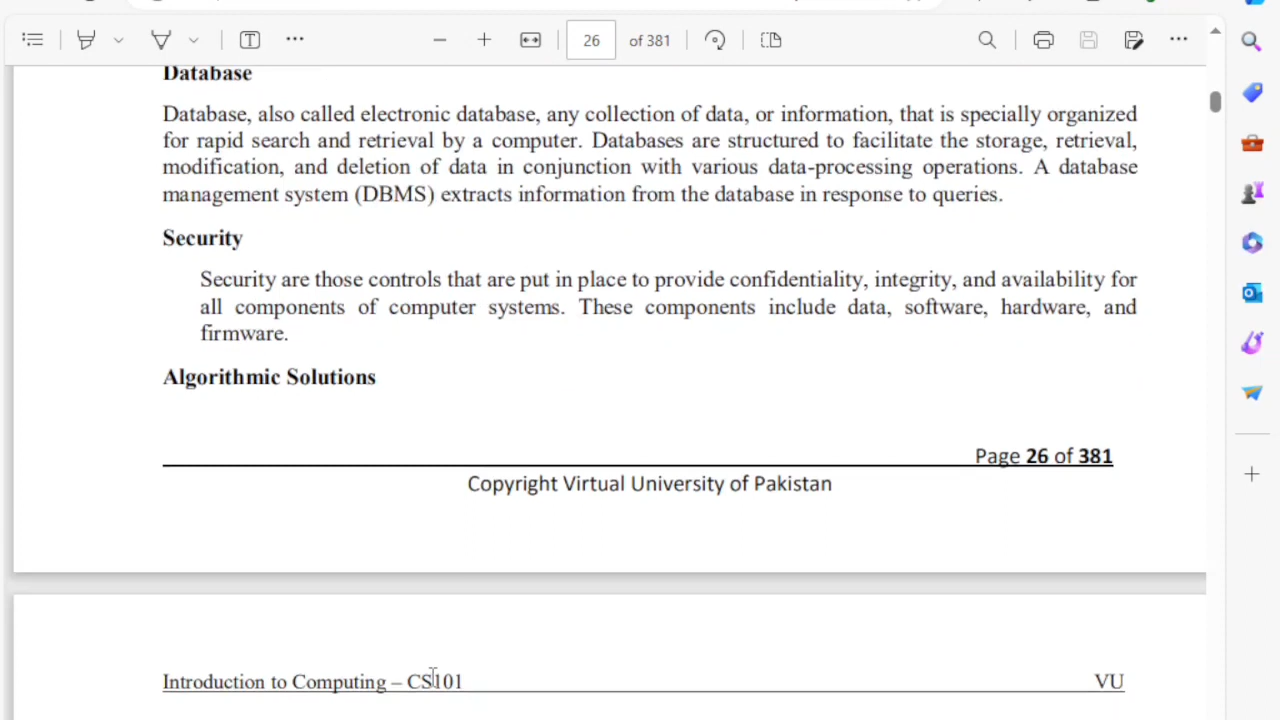 26 of 381
Database
Database, also called electronic database, any collection of data, or information, that is specially organized
for rapid search and retrieval by a computer. Databases are structured to facilitate the storage, retrieval,
modification, and deletion of data in conjunction with various data-processing operations. A database
management system (DBMS) extracts information from the database in response to queries.
Security
Security are those controls that are put in place to provide confidentiality, integrity, and availability for
all components of computer systems. These components include data, software, hardware, and
firmware.
Algorithmic Solutions
Page 26 of 381
Copyright Virtual University of Pakistan
Introduction to Computing – CS101 VU